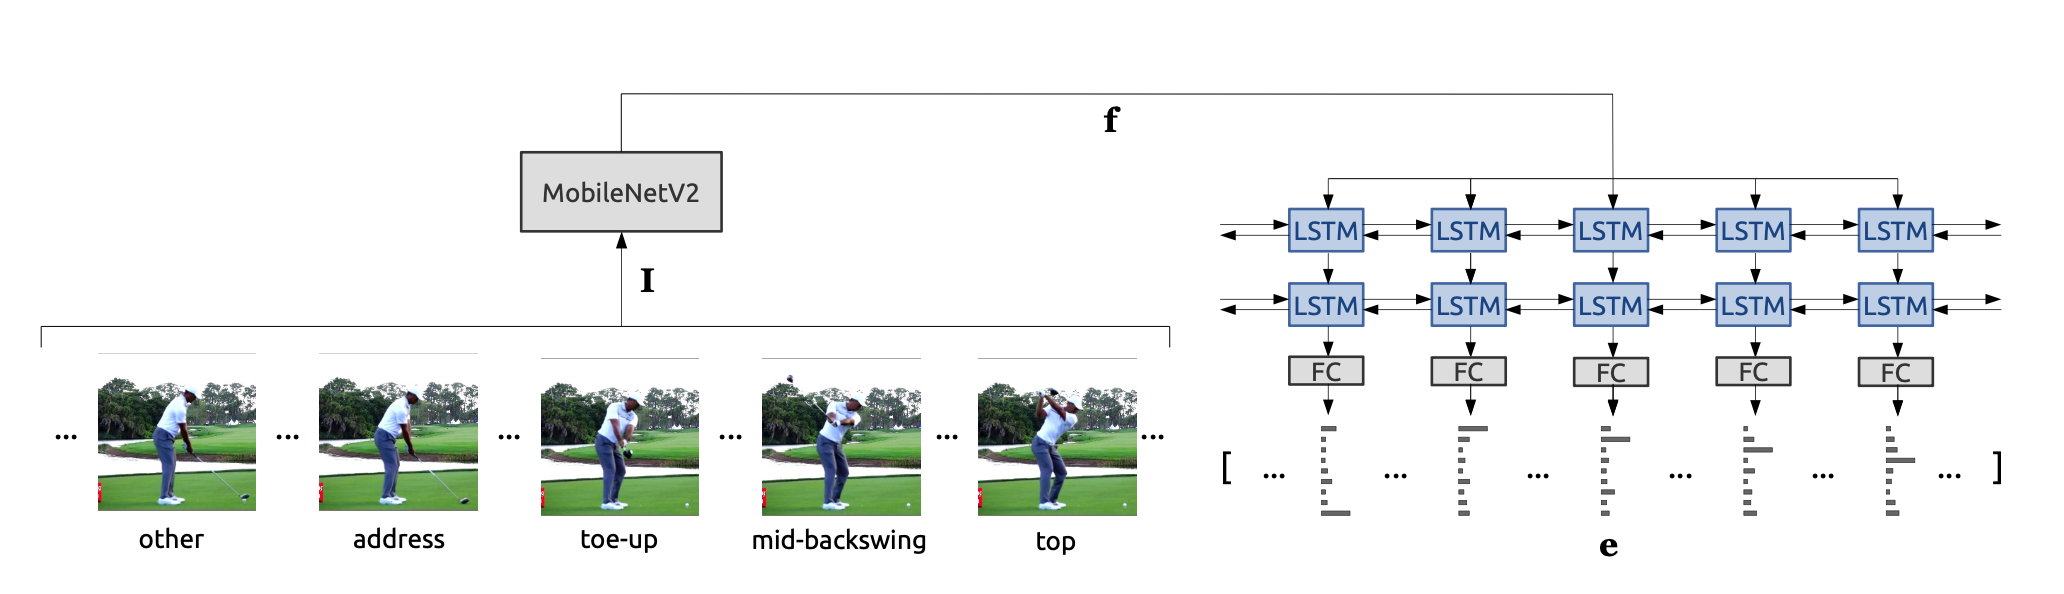 f
MobileNetV2
I
LSTM LSTM LSTM LSTM LSTM
LSTM LSTM LSTM LSTM LSTM
FC FC FC FC FC
... ... ... ... ... ...
[ ... ... ... ... ... ... ]
other address toe-up mid-backswing top
e